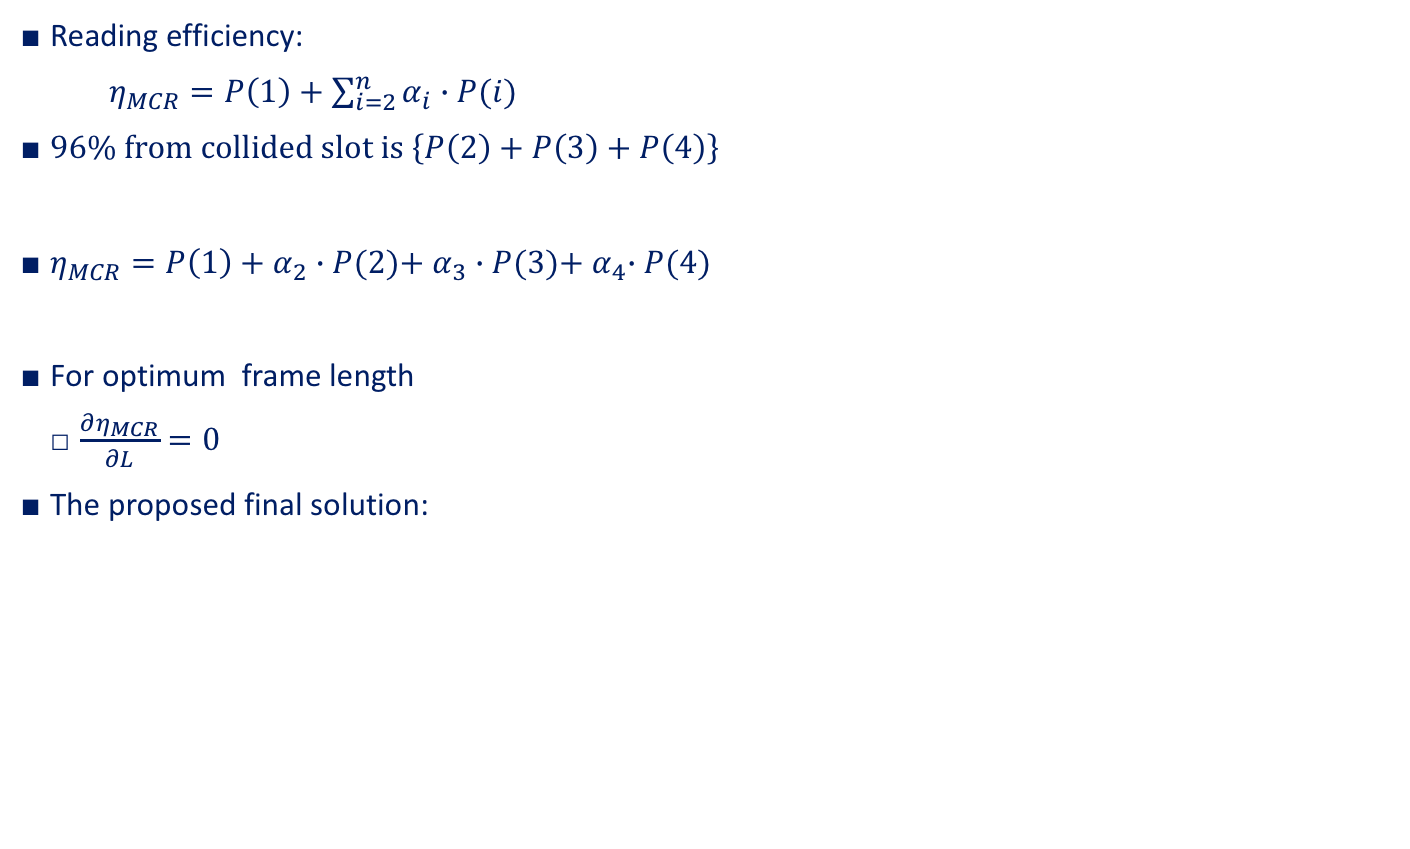 ■ Reading efficiency:
η_MCR = P(1) + ∑_{i=2}^{n} α_i · P(i)
■ 96% from collided slot is {P(2) + P(3) + P(4)}
■ η_MCR = P(1) + α_2 · P(2)+ α_3 · P(3)+ α_4· P(4)
■ For optimum frame length
□ ∂η_MCR/∂L = 0
■ The proposed final solution: